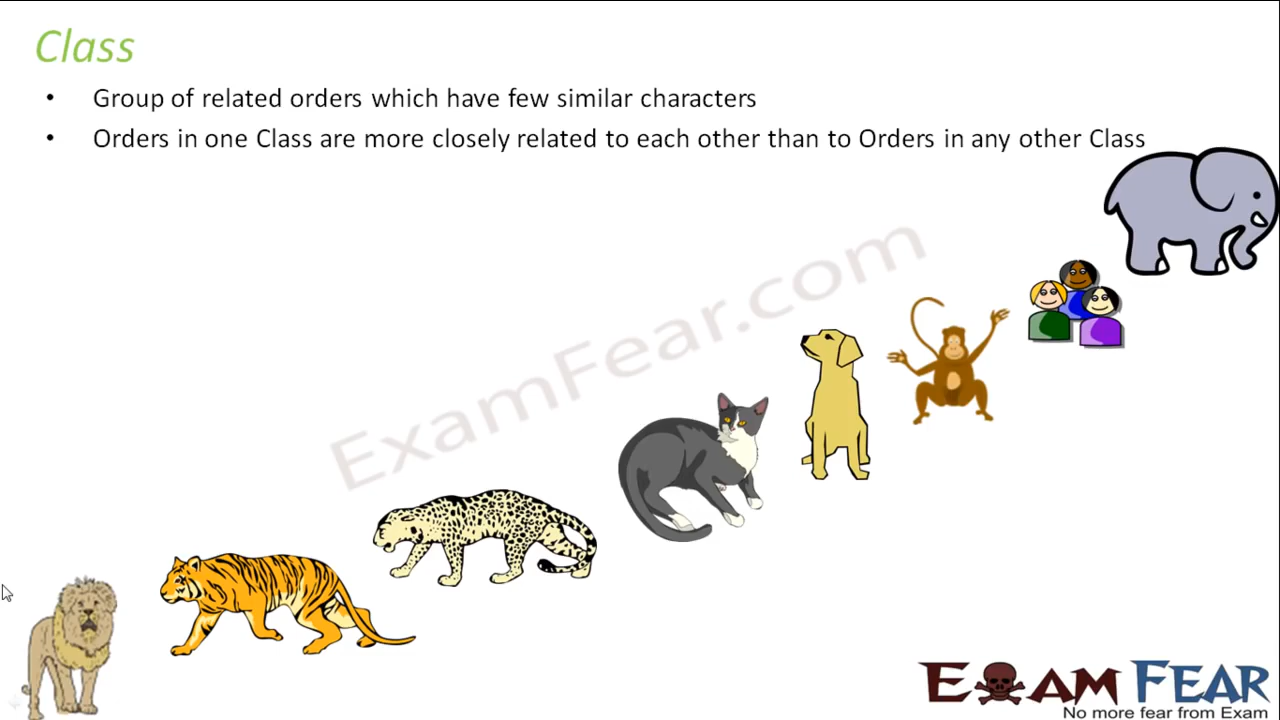 Class
• Group of related orders which have few similar characters
• Orders in one Class are more closely related to each other than to Orders in any other Class
ExamFear.com
EXAM FEAR
No more fear from Exam